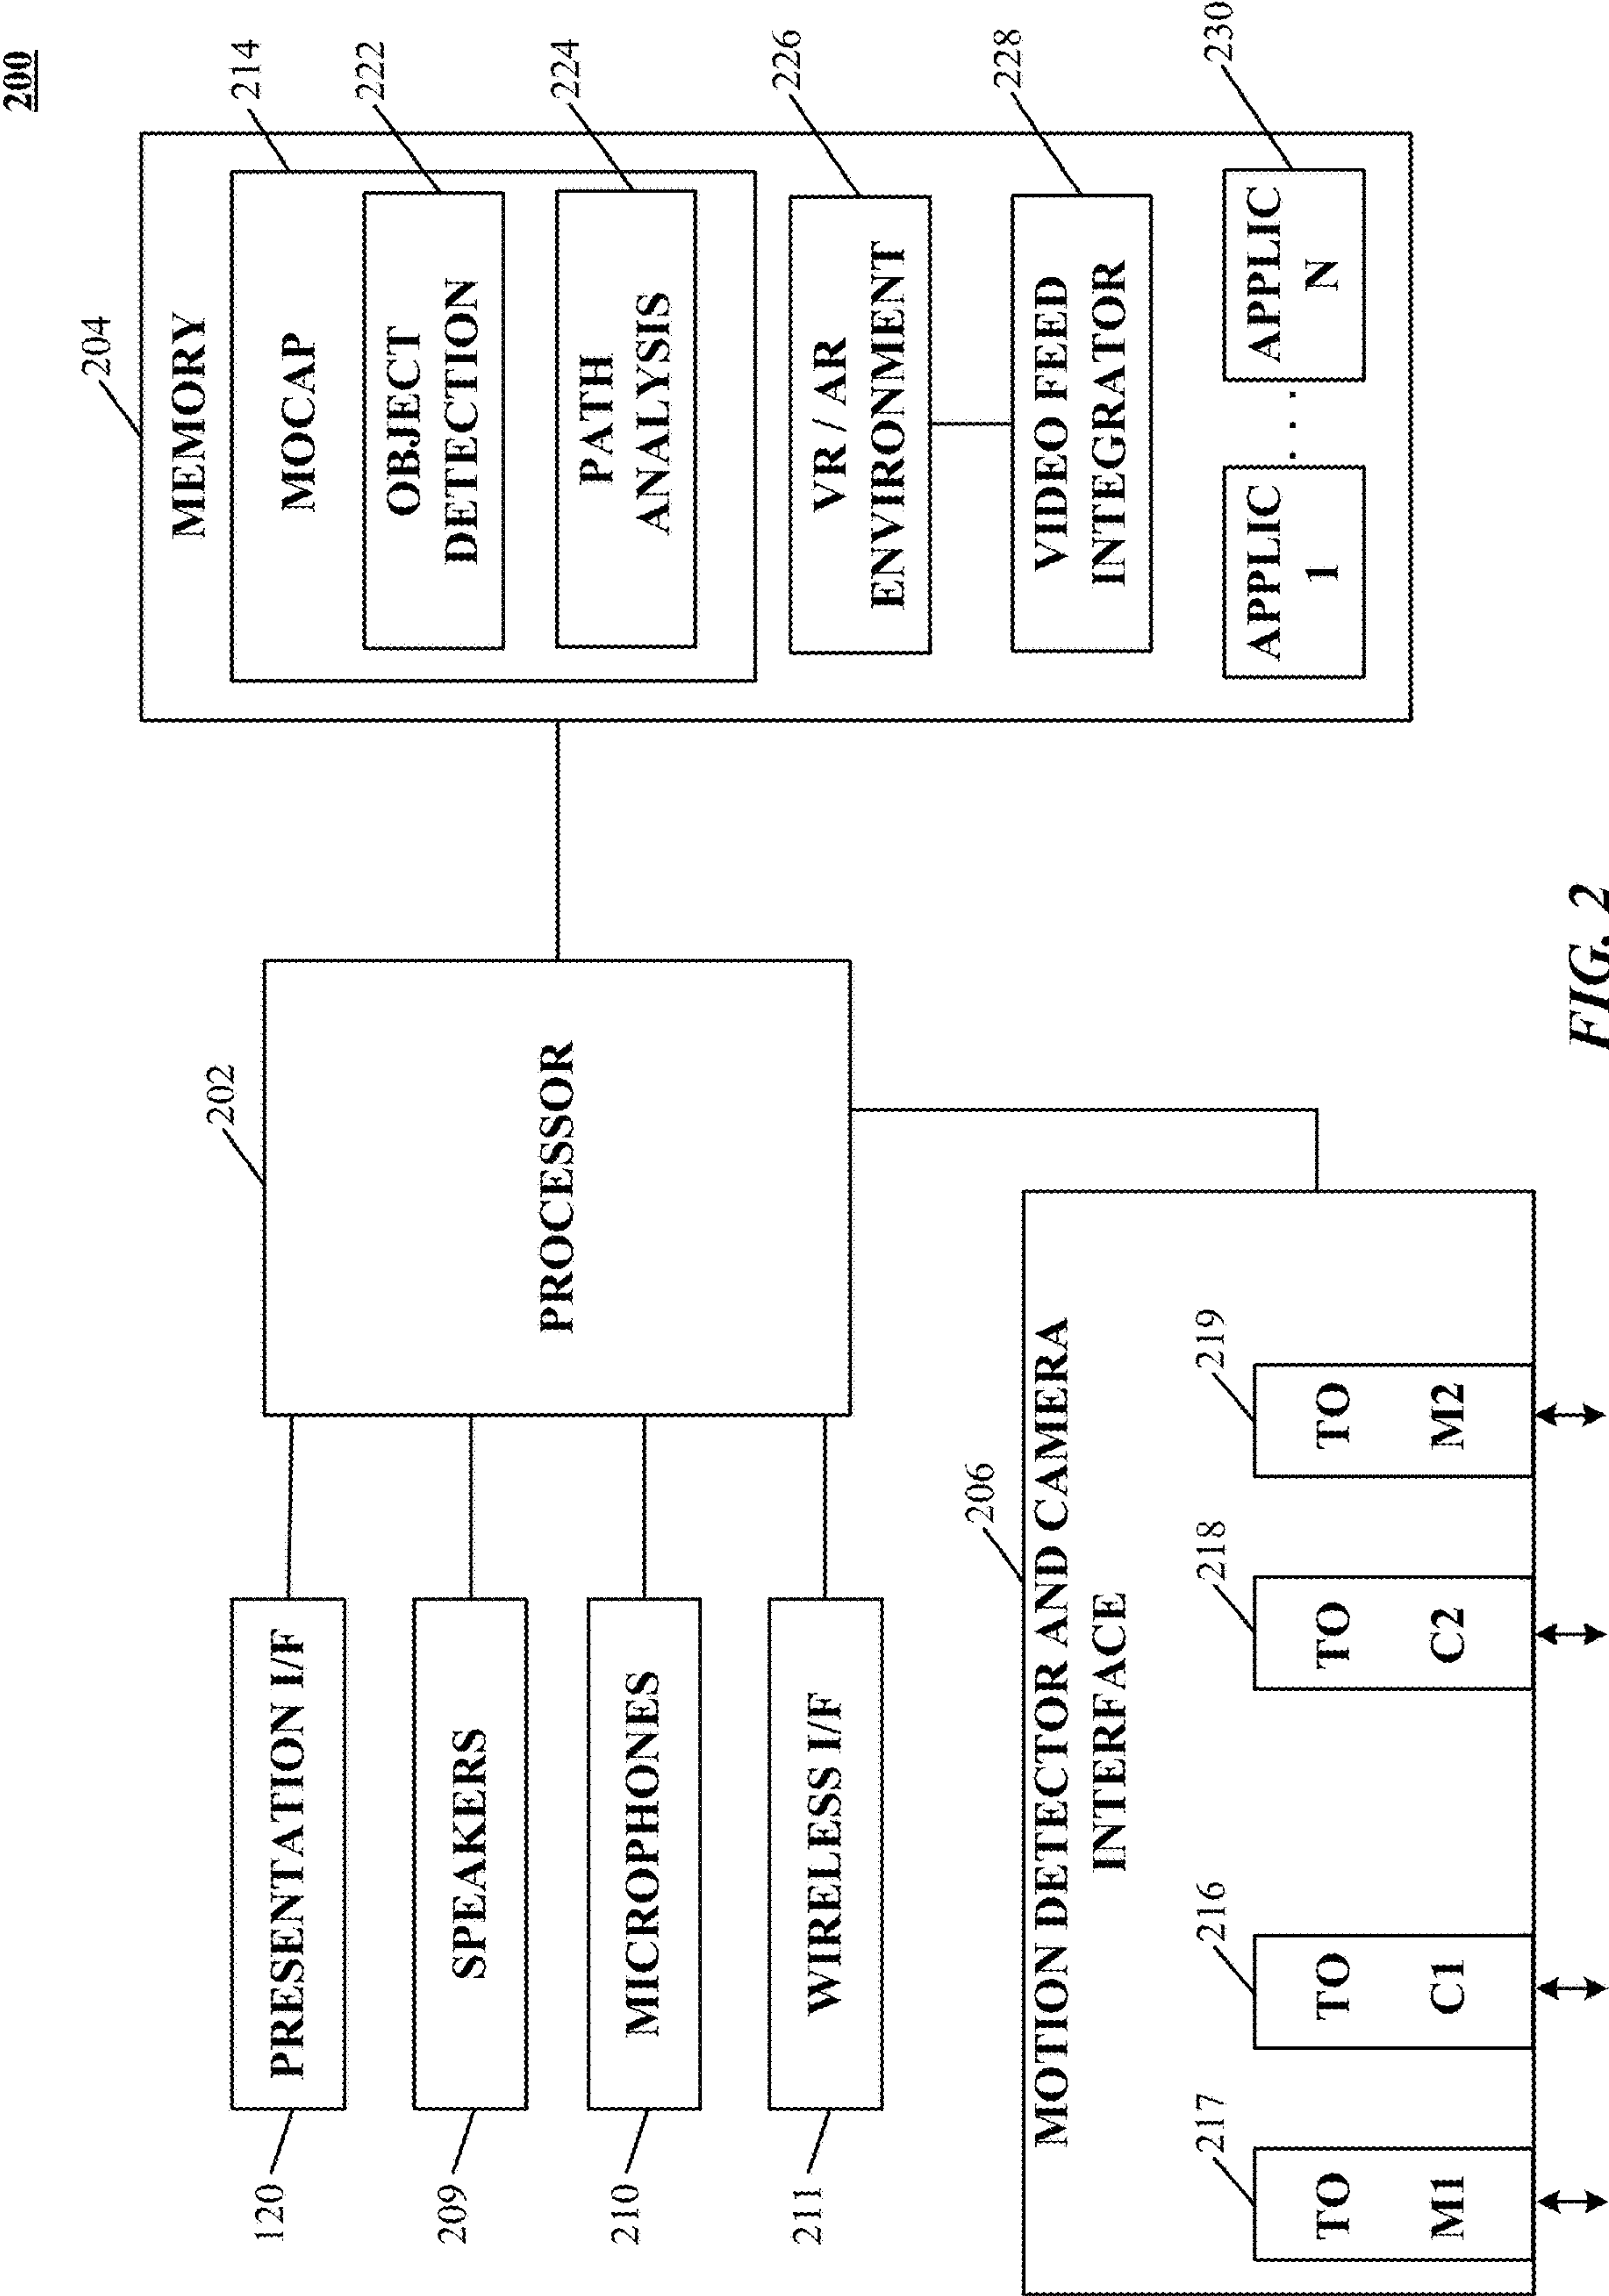 200
204
MEMORY
214
MOCAP
222
OBJECT
DETECTION
224
PATH
ANALYSIS
226
VR / AR
ENVIRONMENT
228
VIDEO FEED
INTEGRATOR
230
APPLIC
1
. . .
APPLIC
N
202
PROCESSOR
120
PRESENTATION I/F
209
SPEAKERS
210
MICROPHONES
211
WIRELESS I/F
206
MOTION DETECTOR AND CAMERA
INTERFACE
217
TO
M1
216
TO
C1
218
TO
C2
219
TO
M2
FIG. 2